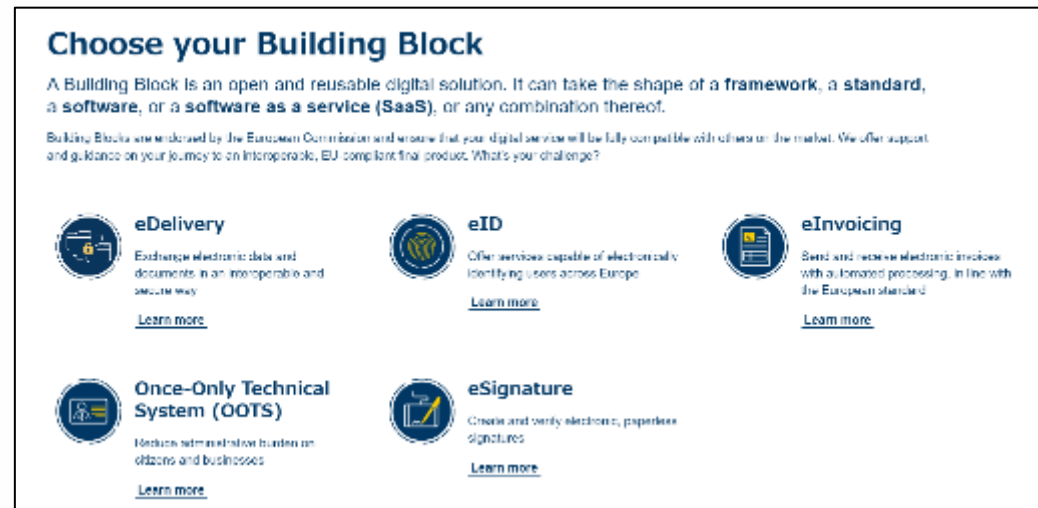 Choose your Building Block
A Building Block is an open and reusable digital solution. It can take the shape of a framework, a standard,
a software, or a software as a service (SaaS), or any combination thereof.
Building Blocks are endorsed by the European Commission and ensure that your digital service will be fully compatible with others on the market. We offer support
and guidance on your journey to an interoperable, EU-compliant final product. What's your challenge?
eDelivery
Exchange electronic data and
documents in an interoperable and
secure way
Learn more
eID
Offer services capable of electronically
identifying users across Europe
Learn more
eInvoicing
Send and receive electronic invoices
with automated processing, in line with
the European standard
Learn more
Once-Only Technical
System (OOTS)
Reduce administrative burden on
citizens and businesses
Learn more
eSignature
Create and verify electronic, paperless
signatures
Learn more